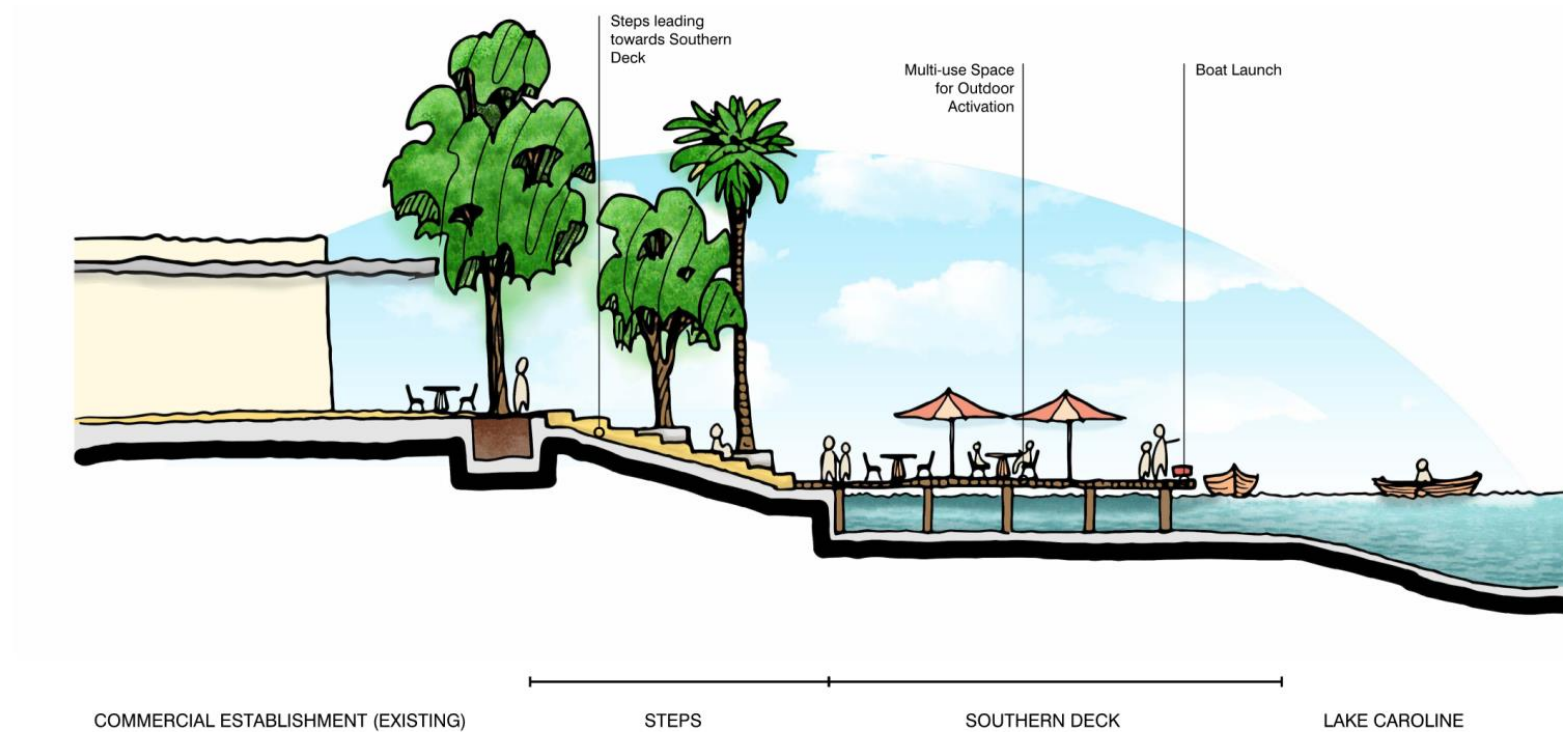 Steps leading
towards Southern
Deck
Multi-use Space
for Outdoor
Activation
Boat Launch
COMMERCIAL ESTABLISHMENT (EXISTING)
STEPS
SOUTHERN DECK
LAKE CAROLINE